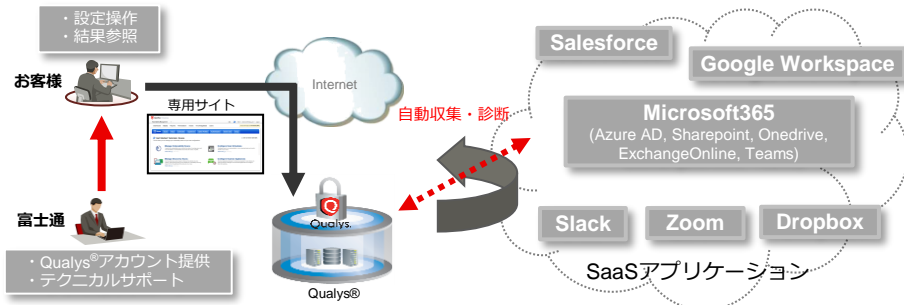 ・設定操作
・結果参照
お客様
Internet
専用サイト
自動収集・診断
富士通
Qualys.
Qualys®
・Qualys®アカウント提供
・テクニカルサポート
Salesforce
Google Workspace
Microsoft365
(Azure AD, Sharepoint, Onedrive,
ExchangeOnline, Teams)
Slack
Zoom
Dropbox
SaaSアプリケーション